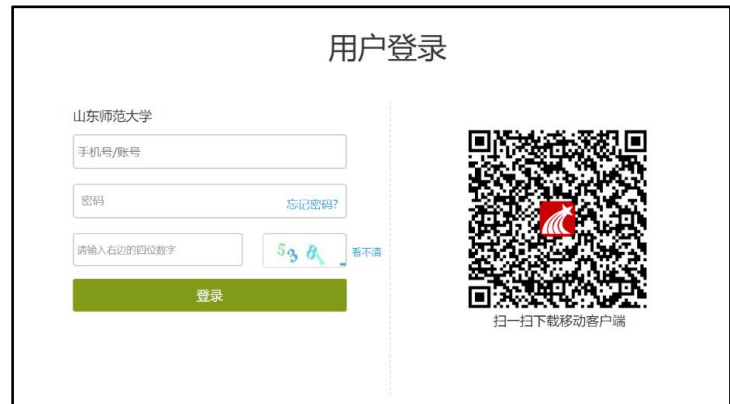 用户登录
山东师范大学
手机号/账号
密码
忘记密码?
请输入右边的四位数字
看不清
登录
扫一扫下载移动客户端